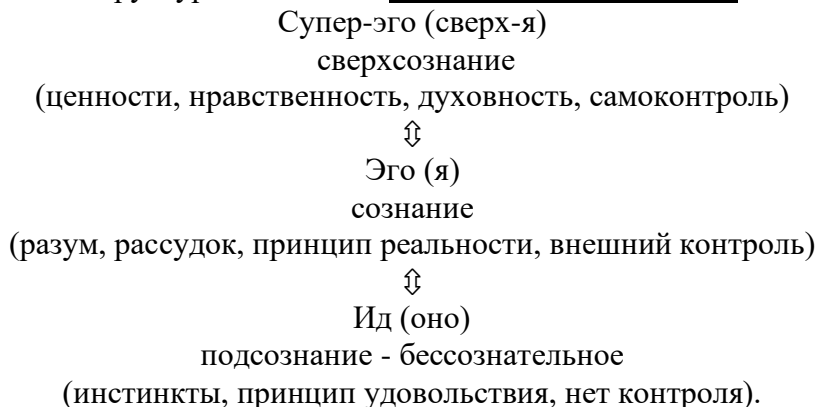 Супер-эго (сверх-я)
сверхсознание
(ценности, нравственность, духовность, самоконтроль)
⇕
Эго (я)
сознание
(разум, рассудок, принцип реальности, внешний контроль)
⇕
Ид (оно)
подсознание - бессознательное
(инстинкты, принцип удовольствия, нет контроля).